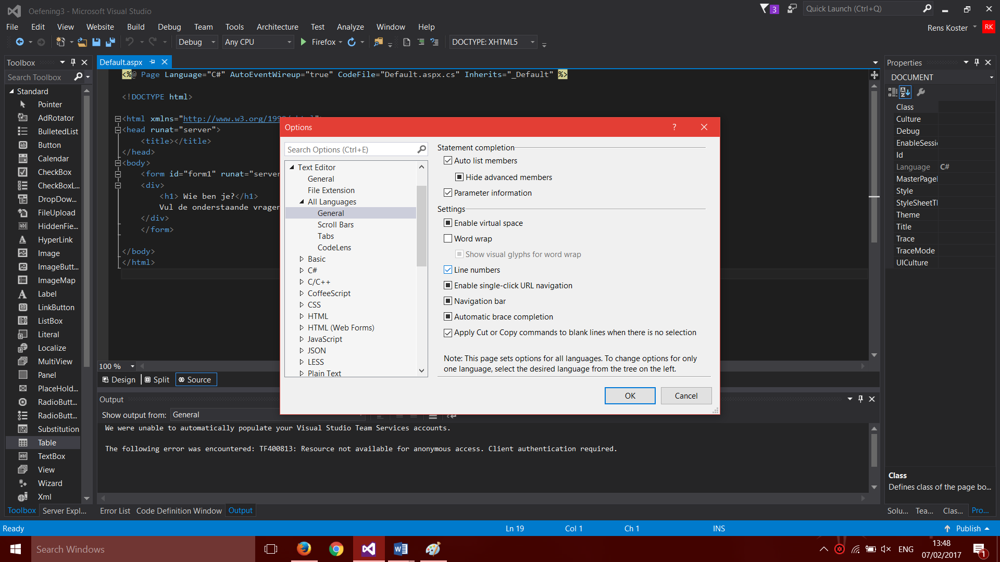 Oefening3 - Microsoft Visual Studio
3
Quick Launch (Ctrl+Q)
File Edit View Website Build Debug Team Tools Architecture Test Analyze Window Help
Rens Koster RK
Debug Any CPU Firefox DOCTYPE: XHTML5
Toolbox
Search Toolbox
Standard
Pointer
AdRotator
BulletedList
Button
Calendar
CheckBox
CheckBoxL...
DropDow...
FileUpload
HiddenFie...
HyperLink
Image
ImageButt...
ImageMap
Label
LinkButton
ListBox
Literal
Localize
MultiView
Panel
PlaceHold...
RadioButt...
RadioButt...
Substitution
Table
TextBox
View
Wizard
Xml
Toolbox Server Expl...
Default.aspx
<%@ Page Language="C#" AutoEventWireup="true" CodeFile="Default.aspx.cs" Inherits="_Default" %>
<!DOCTYPE html>
<html xmlns="http://www.w3.org/199
<head runat="server">
<title></title>
</head>
<body>
<form id="form1" runat="server
<div>
<h1> Wie ben je?</h1>
Vul de onderstaande vragen
</div>
</form>
</body>
</html>
100 %
Design Split Source
Options
?
Search Options (Ctrl+E)
Text Editor
General
File Extension
All Languages
General
Scroll Bars
Tabs
CodeLens
Basic
C#
C/C++
CoffeeScript
CSS
HTML
HTML (Web Forms)
JavaScript
JSON
LESS
Plain Text
Statement completion
Auto list members
Hide advanced members
Parameter information
Settings
Enable virtual space
Word wrap
Show visual glyphs for word wrap
Line numbers
Enable single-click URL navigation
Navigation bar
Automatic brace completion
Apply Cut or Copy commands to blank lines when there is no selection
Note: This page sets options for all languages. To change options for only
one language, select the desired language from the tree on the left.
OK Cancel
Output
Show output from: General
We were unable to automatically populate your Visual Studio Team Services accounts.
The following error was encountered: TF400813: Resource not available for anonymous access. Client authentication required.
Error List Code Definition Window Output
Properties
DOCUMENT
Class
Culture
Debug
EnableSessi
Id
Language C#
MasterPage
Style
StyleSheetT
Theme
Title
Trace
TraceMode
UICulture
Class
Defines class of the page bo...
Solu... Tea... Clas... Pro...
Ready Ln 19 Col 1 Ch 1 INS Publish
Search Windows
ENG
13:48
07/02/2017
1